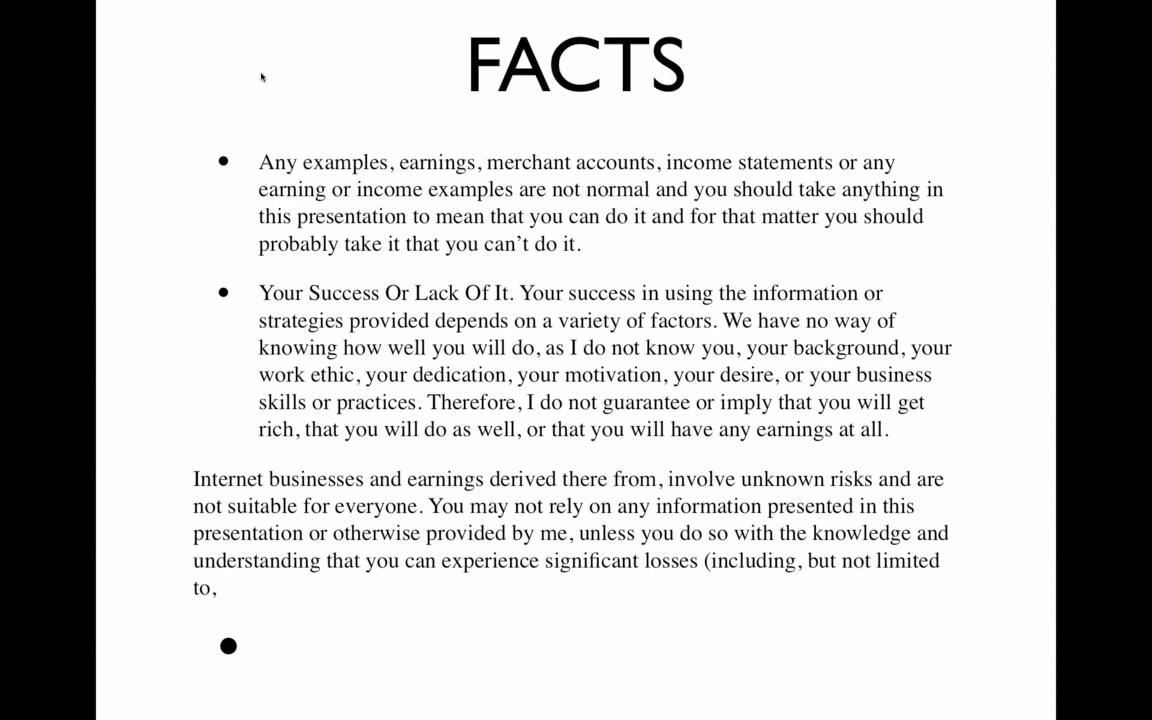 FACTS
• Any examples, earnings, merchant accounts, income statements or any
earning or income examples are not normal and you should take anything in
this presentation to mean that you can do it and for that matter you should
probably take it that you can’t do it.
• Your Success Or Lack Of It. Your success in using the information or
strategies provided depends on a variety of factors. We have no way of
knowing how well you will do, as I do not know you, your background, your
work ethic, your dedication, your motivation, your desire, or your business
skills or practices. Therefore, I do not guarantee or imply that you will get
rich, that you will do as well, or that you will have any earnings at all.
Internet businesses and earnings derived there from, involve unknown risks and are
not suitable for everyone. You may not rely on any information presented in this
presentation or otherwise provided by me, unless you do so with the knowledge and
understanding that you can experience significant losses (including, but not limited
to,
•